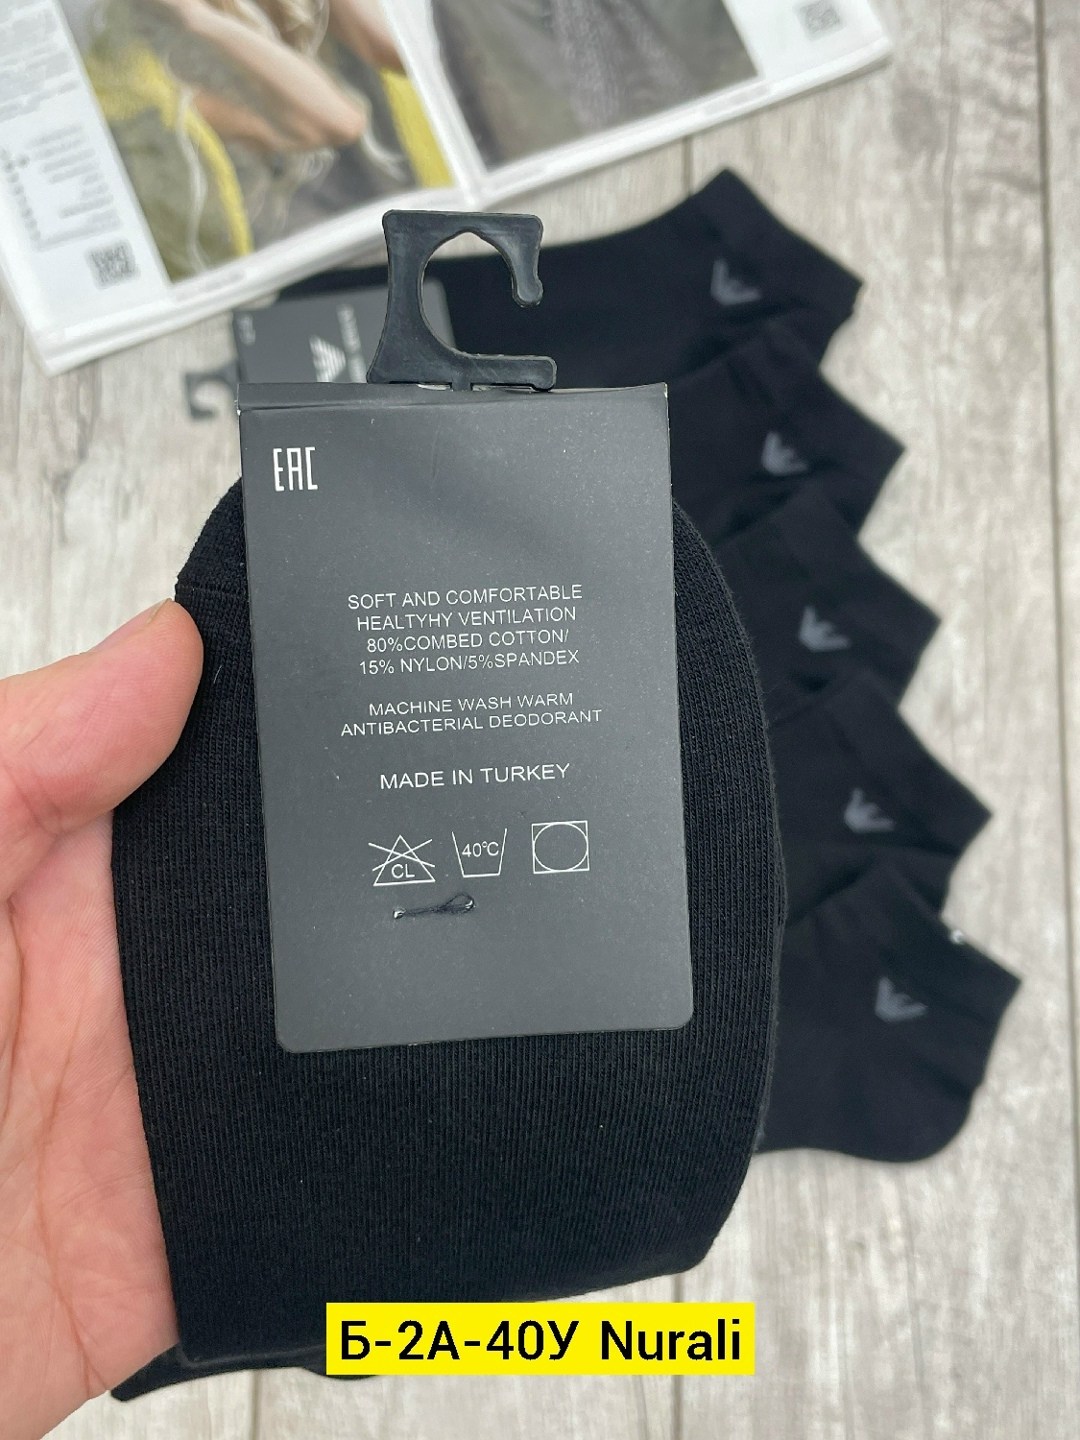 EAC
SOFT AND COMFORTABLE
HEALTYHY VENTILATION
80%COMBED COTTON/
15% NYLON/5%SPANDEX
MACHINE WASH WARM
ANTIBACTERIAL DEODORANT
MADE IN TURKEY
CL
40°C
Б-2А-40У Nurali